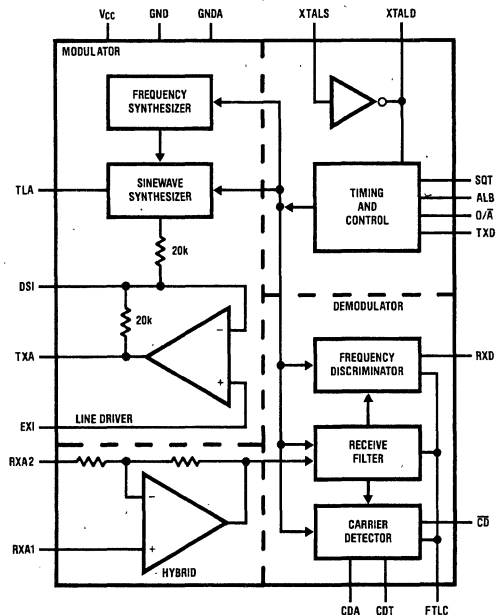 VCC GND GNDA XTALS XTALD
MODULATOR
FREQUENCY
SYNTHESIZER
TLA
SINEWAVE
SYNTHESIZER
TIMING
AND
CONTROL
SQT
ALB
O/A̅
TXD
20k
DSI
20k
DEMODULATOR
TXA
FREQUENCY
DISCRIMINATOR
RXD
−
+
EXI
LINE DRIVER
RXA2
RECEIVE
FILTER
−
+
RXA1
HYBRID
CARRIER
DETECTOR
C̅D̅
CDA CDT FTLC